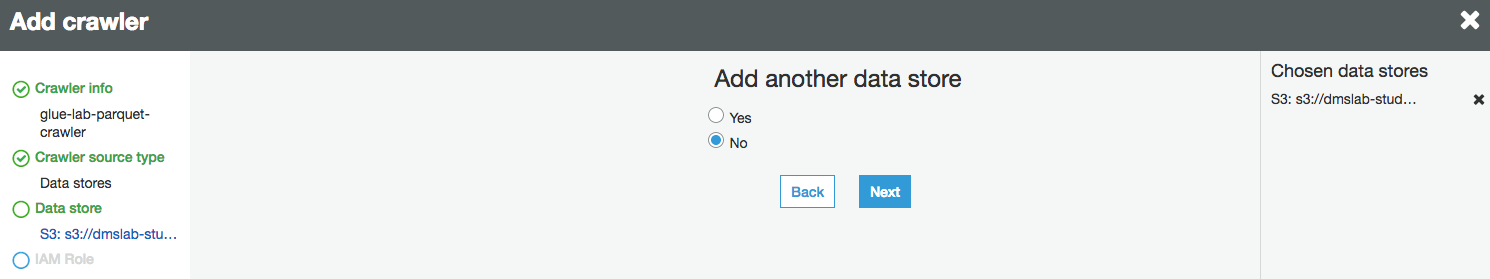 Add crawler
Crawler info
glue-lab-parquet-
crawler
Crawler source type
Data stores
Data store
S3: s3://dmslab-stu…
IAM Role
Add another data store
Yes
No
Back
Next
Chosen data stores
S3: s3://dmslab-stud…